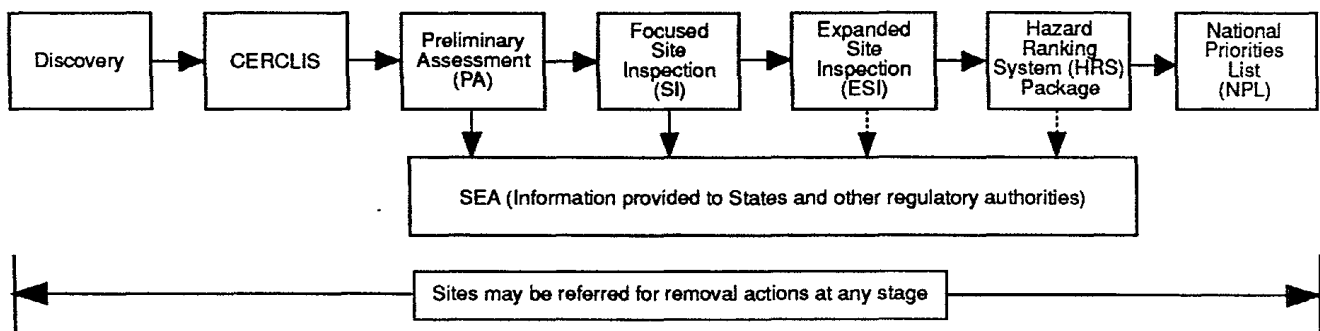 Discovery
CERCLIS
Preliminary
Assessment
(PA)
Focused
Site
Inspection
(SI)
Expanded
Site
Inspection
(ESI)
Hazard
Ranking
System (HRS)
Package
National
Priorities
List
(NPL)
SEA (Information provided to States and other regulatory authorities)
Sites may be referred for removal actions at any stage